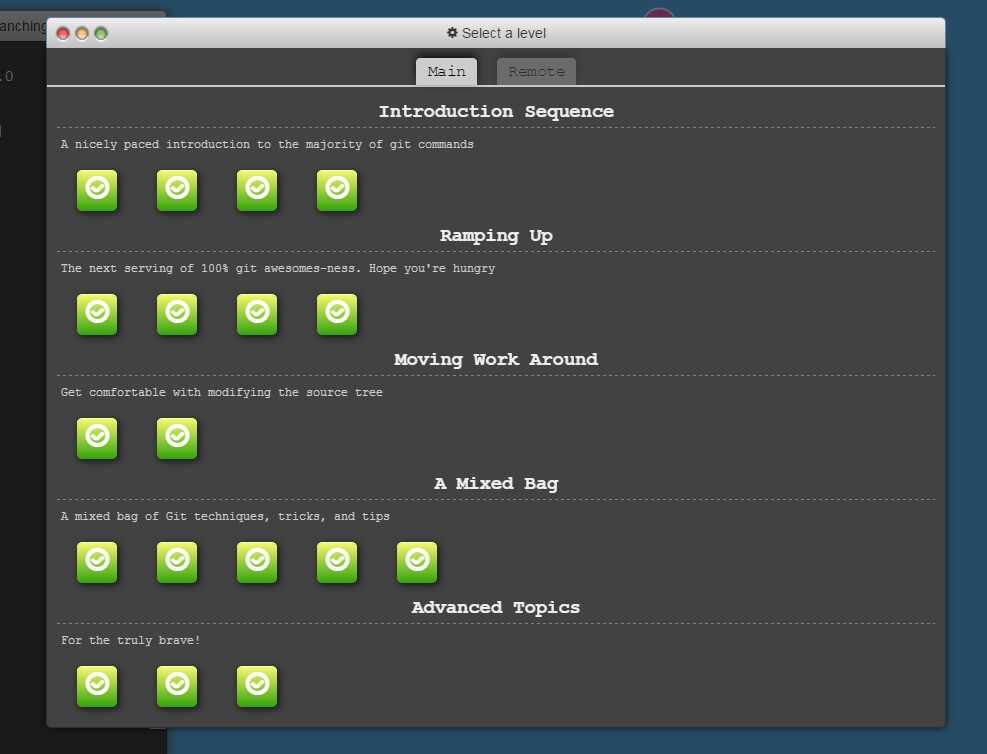 anching
Select a level
.0
Main
Remote
Introduction Sequence
A nicely paced introduction to the majority of git commands
Ramping Up
The next serving of 100% git awesomes-ness. Hope you're hungry
Moving Work Around
Get comfortable with modifying the source tree
A Mixed Bag
A mixed bag of Git techniques, tricks, and tips
Advanced Topics
For the truly brave!